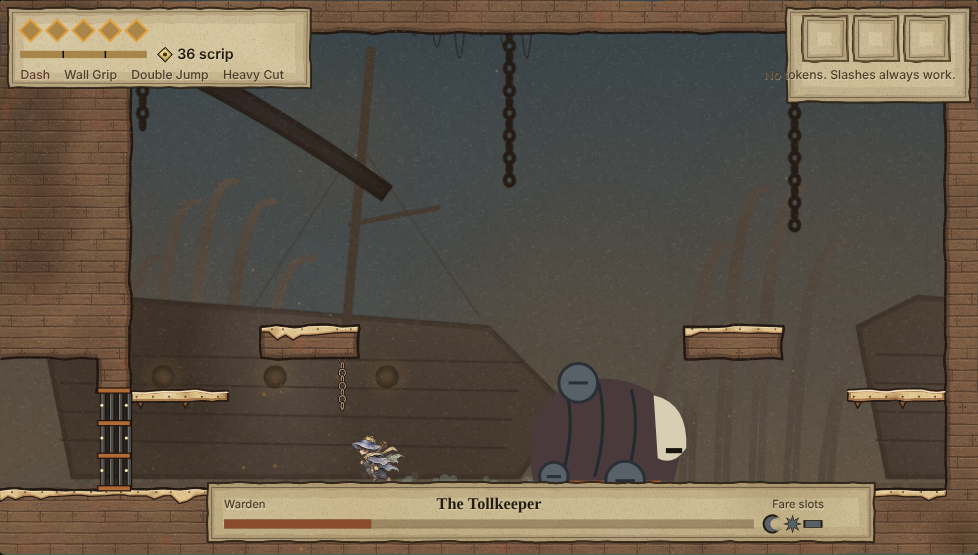 36 scrip
Dash Wall Grip Double Jump Heavy Cut
No tokens. Slashes always work.
Warden The Tollkeeper Fare slots